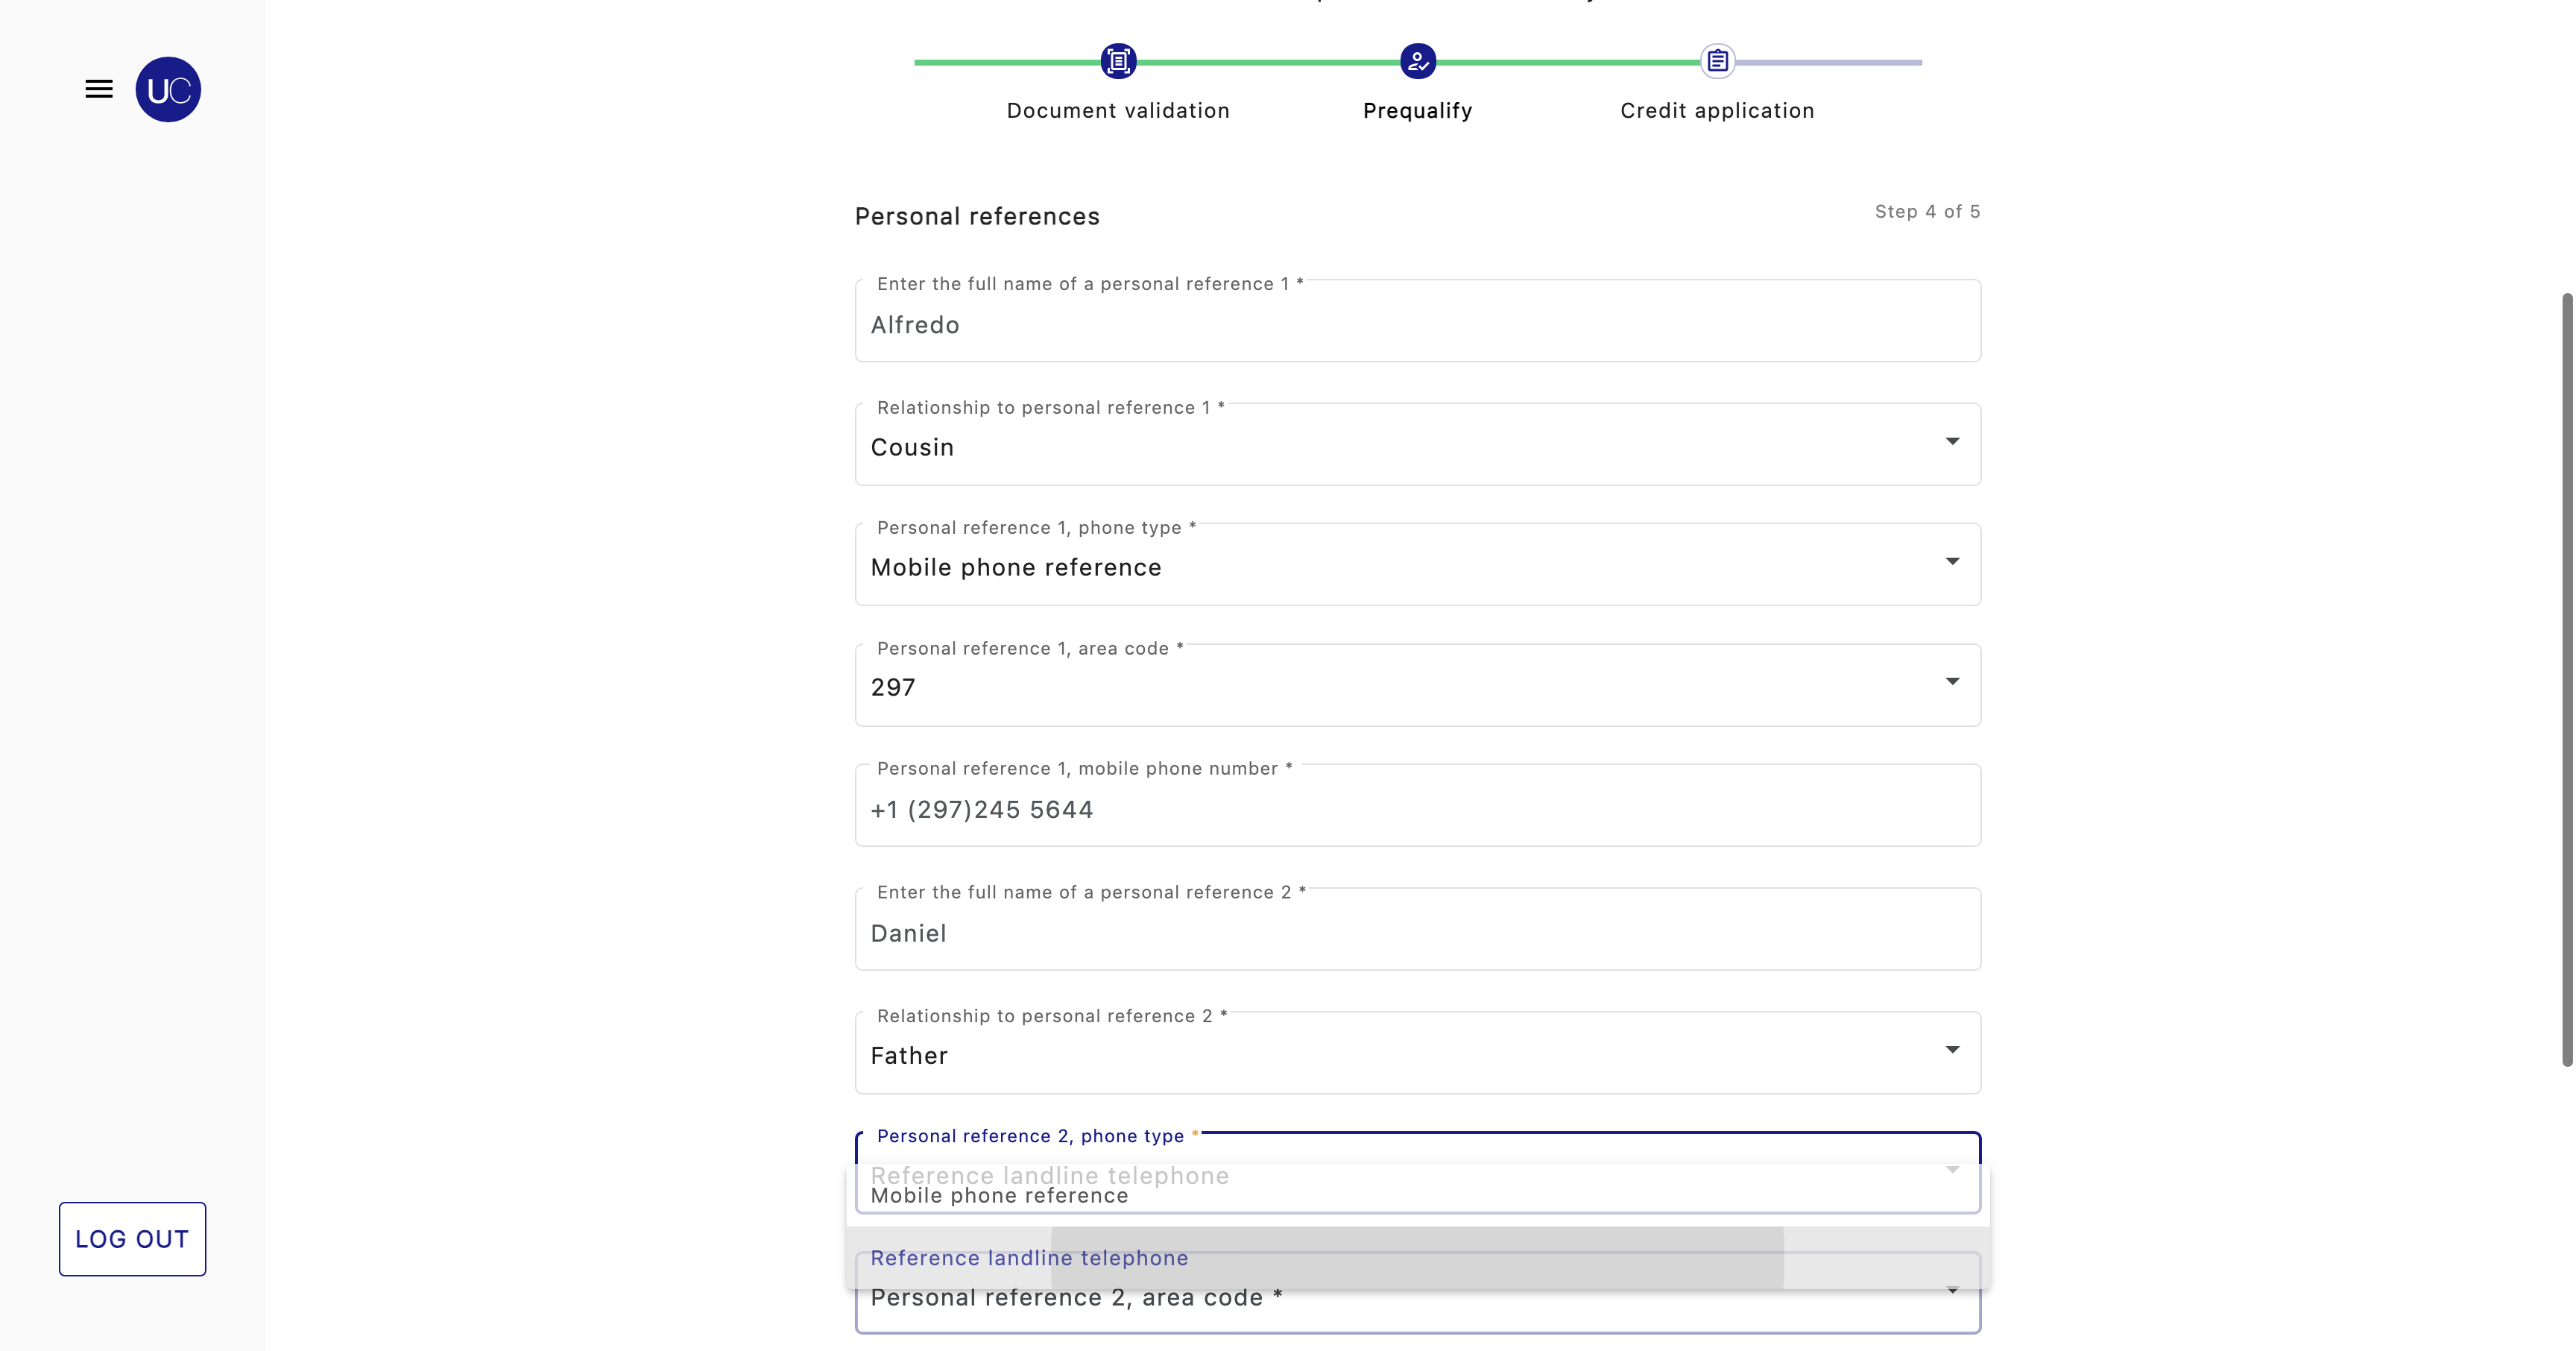 UC
Document validation
Prequalify
Credit application
Personal references
Step 4 of 5
Enter the full name of a personal reference 1 *
Alfredo
Relationship to personal reference 1 *
Cousin
Personal reference 1, phone type *
Mobile phone reference
Personal reference 1, area code *
297
Personal reference 1, mobile phone number *
+1 (297)245 5644
Enter the full name of a personal reference 2 *
Daniel
Relationship to personal reference 2 *
Father
Personal reference 2, phone type *
Reference landline telephone
Mobile phone reference
Reference landline telephone
Personal reference 2, area code *
LOG OUT